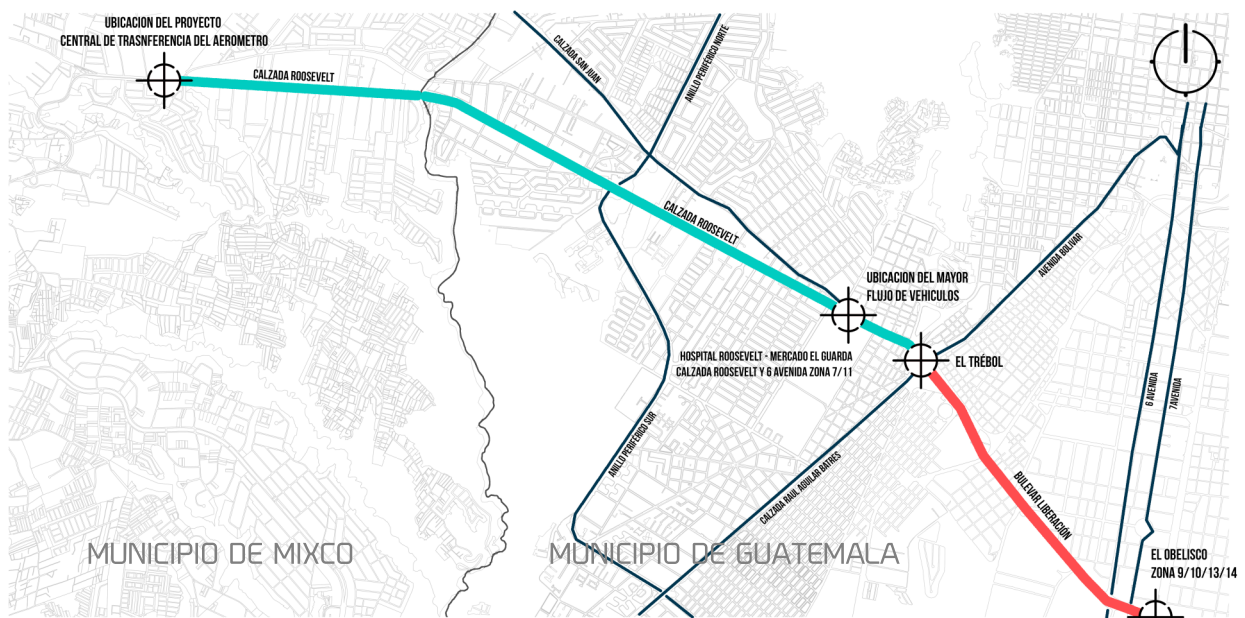 UBICACION DEL PROYECTO
CENTRAL DE TRASNFERENCIA DEL AEROMETRO
CALZADA ROOSEVELT
CALZADA SAN JUAN
ANILLO PERIFÉRICO NORTE
CALZADA ROOSEVELT
AVENIDA BOLIVAR
UBICACION DEL MAYOR
FLUJO DE VEHICULOS
HOSPITAL ROOSEVELT - MERCADO EL GUARDA
CALZADA ROOSEVELT Y 6 AVENIDA ZONA 7/11
EL TRÉBOL
6 AVENIDA
7AVENIDA
ANILLO PERIFÉRICO SUR
CALZADA RAUL AGUILAR BATRES
BULEVAR LIBERACIÓN
MUNICIPIO DE MIXCO
MUNICIPIO DE GUATEMALA
EL OBELISCO
ZONA 9/10/13/14